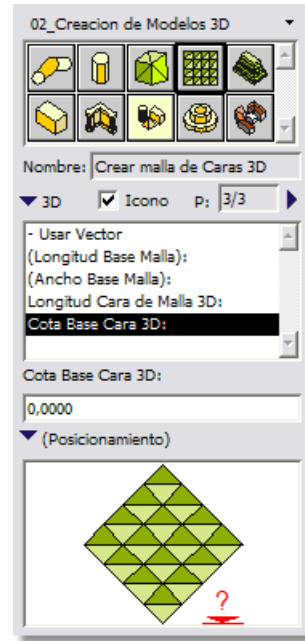 02_Creacion de Modelos 3D
Nombre: Crear malla de Caras 3D
3D Icono P: 3/3
- Usar Vector
(Longitud Base Malla):
(Ancho Base Malla):
Longitud Cara de Malla 3D:
Cota Base Cara 3D:
Cota Base Cara 3D:
0,0000
(Posicionamiento)
?